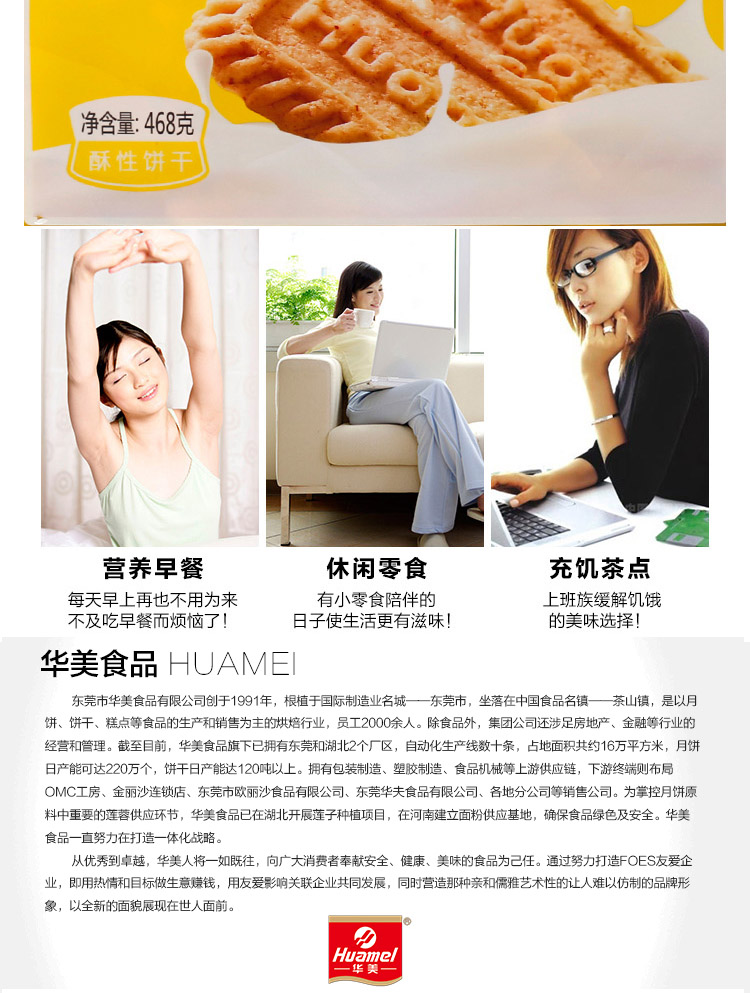 HUO
HUO
净含量: 468克
酥性饼干
营养早餐
每天早上再也不用为来
不及吃早餐而烦恼了!
休闲零食
有小零食陪伴的
日子使生活更有滋味!
充饥茶点
上班族缓解饥饿
的美味选择!
华美食品 HUAMEI
东莞市华美食品有限公司创于1991年，根植于国际制造业名城——东莞市，坐落在中国食品名镇——茶山镇，是以月
饼、饼干、糕点等食品的生产和销售为主的烘焙行业，员工2000余人。除食品外，集团公司还涉足房地产、金融等行业的
经营和管理。截至目前，华美食品旗下已拥有东莞和湖北2个厂区，自动化生产线数十条，占地面积共约16万平方米，月饼
日产能可达220万个，饼干日产能达120吨以上。拥有包装制造、塑胶制造、食品机械等上游供应链，下游终端则布局
OMC工房、金丽沙连锁店、东莞市欧丽沙食品有限公司、东莞华夫食品有限公司、各地分公司等销售公司。为掌控月饼原
料中重要的莲蓉供应环节，华美食品已在湖北开展莲子种植项目，在河南建立面粉供应基地，确保食品绿色及安全。华美
食品一直努力在打造一体化战略。
从优秀到卓越，华美人将一如既往，向广大消费者奉献安全、健康、美味的食品为己任。通过努力打造FOES友爱企
业，即用热情和目标做生意赚钱，用友爱影响关联企业共同发展，同时营造那种亲和儒雅艺术性的让人难以仿制的品牌形
象，以全新的面貌展现在世人面前。
Huamei®
华美